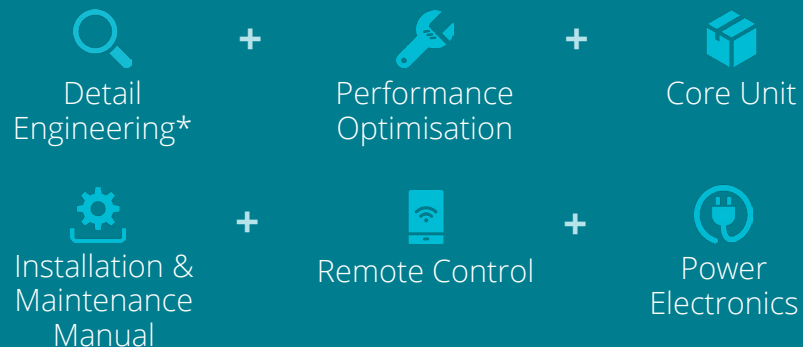 Detail
Engineering*
+
Performance
Optimisation
+
Core Unit
Installation &
Maintenance
Manual
+
Remote Control
+
Power
Electronics